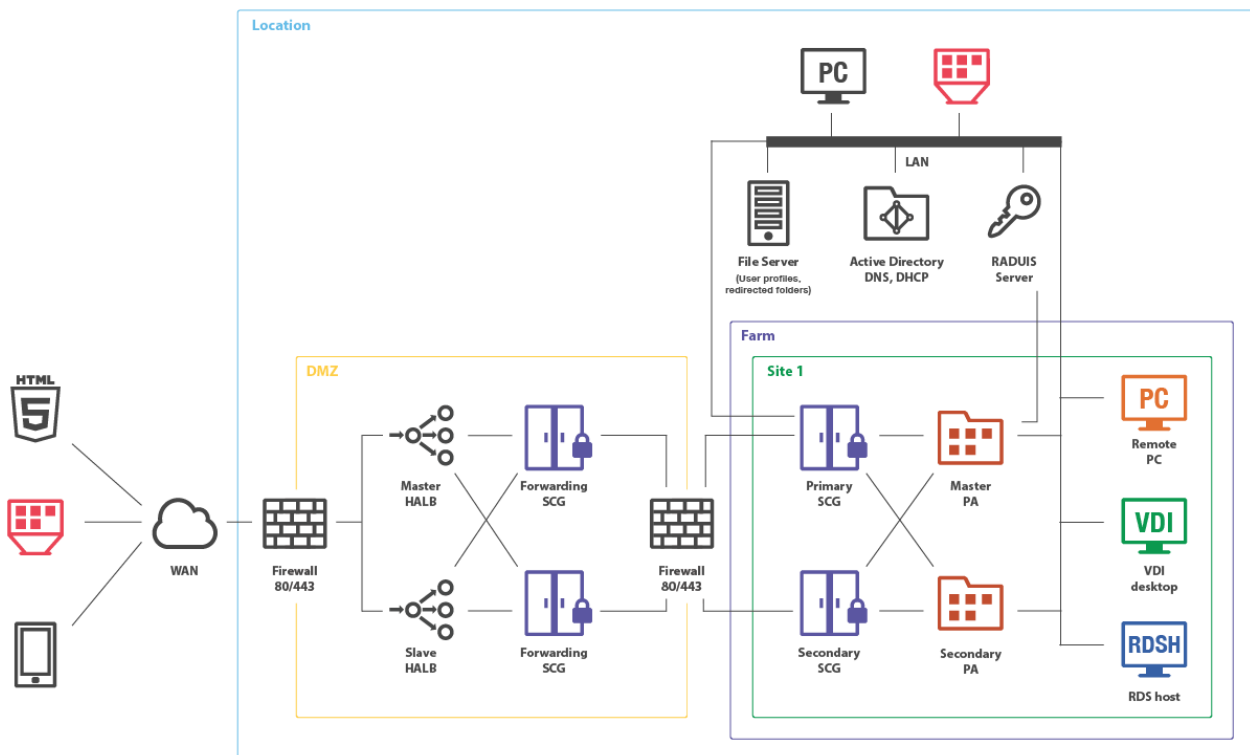 Location
PC
LAN
File Server
(User profiles,
redirected folders)
Active Directory
DNS, DHCP
RADUIS
Server
Farm
DMZ
Site 1
HTML
5
PC
Remote
PC
Master
HALB
Forwarding
SCG
Primary
SCG
Master
PA
WAN
Firewall
80/443
Firewall
80/443
VDI
VDI
desktop
Slave
HALB
Forwarding
SCG
Secondary
SCG
Secondary
PA
RDSH
RDS host